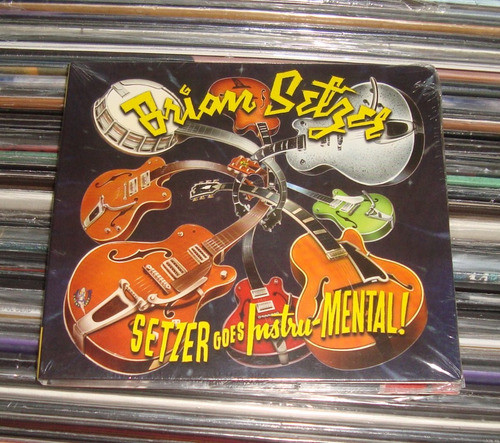 Brian Setzer
SETZER GOES Instru-MENTAL!